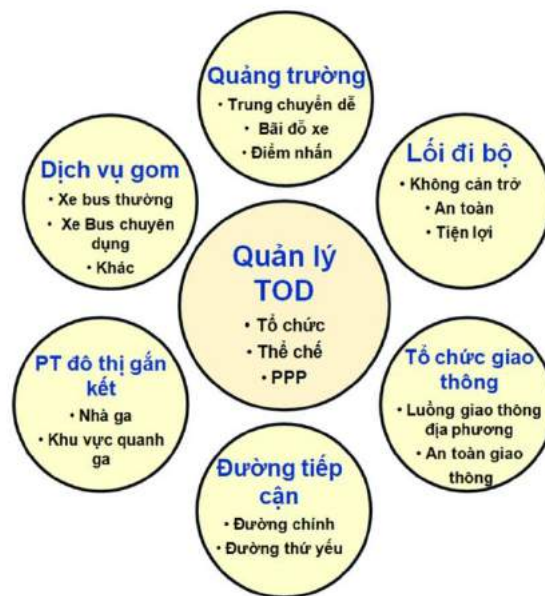 Quảng trường
• Trung chuyển dễ
• Bãi đỗ xe
• Điểm nhấn
Dịch vụ gom
• Xe bus thường
• Xe Bus chuyên
dụng
• Khác
Lối đi bộ
• Không cản trở
• An toàn
• Tiện lợi
Quản lý
TOD
• Tổ chức
• Thể chế
• PPP
PT đô thị gắn
kết
• Nhà ga
• Khu vực quanh
ga
Tổ chức giao
thông
• Luồng giao thông
địa phương
• An toàn giao
thông
Đường tiếp
cận
• Đường chính
• Đường thứ yếu